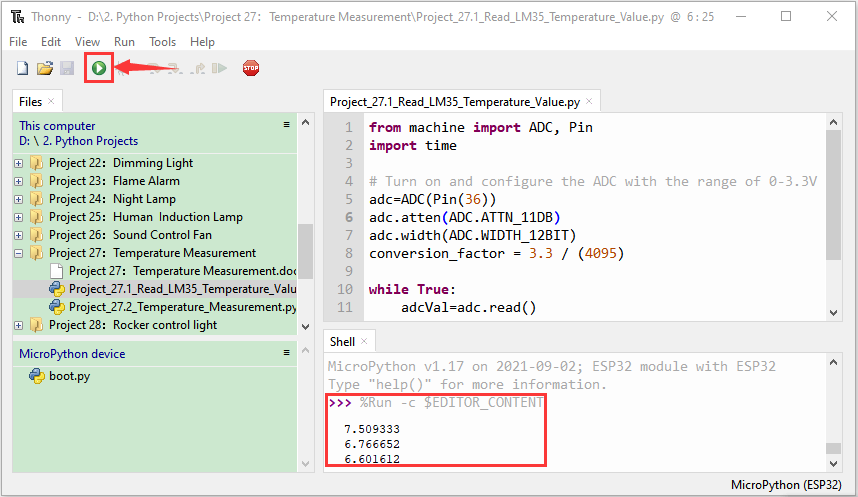 Thonny - D:\2. Python Projects\Project 27：Temperature Measurement\Project_27.1_Read_LM35_Temperature_Value.py @ 6:25
File Edit View Run Tools Help
STOP
Files ×
This computer
D: \ 2. Python Projects
Project 22：Dimming Light
Project 23：Flame Alarm
Project 24：Night Lamp
Project 25：Human Induction Lamp
Project 26：Sound Control Fan
Project 27：Temperature Measurement
Project 27：Temperature Measurement.doc
Project_27.1_Read_LM35_Temperature_Valu
Project_27.2_Temperature_Measurement.py
Project 28：Rocker control light
MicroPython device
boot.py
Project_27.1_Read_LM35_Temperature_Value.py ×
1 from machine import ADC, Pin
2 import time
3
4 # Turn on and configure the ADC with the range of 0-3.3V
5 adc=ADC(Pin(36))
6 adc.atten(ADC.ATTN_11DB)
7 adc.width(ADC.WIDTH_12BIT)
8 conversion_factor = 3.3 / (4095)
9
10 while True:
11 adcVal=adc.read()
Shell ×
MicroPython v1.17 on 2021-09-02; ESP32 module with ESP32
Type "help()" for more information.
>>> %Run -c $EDITOR_CONTENT
7.509333
6.766652
6.601612
MicroPython (ESP32)